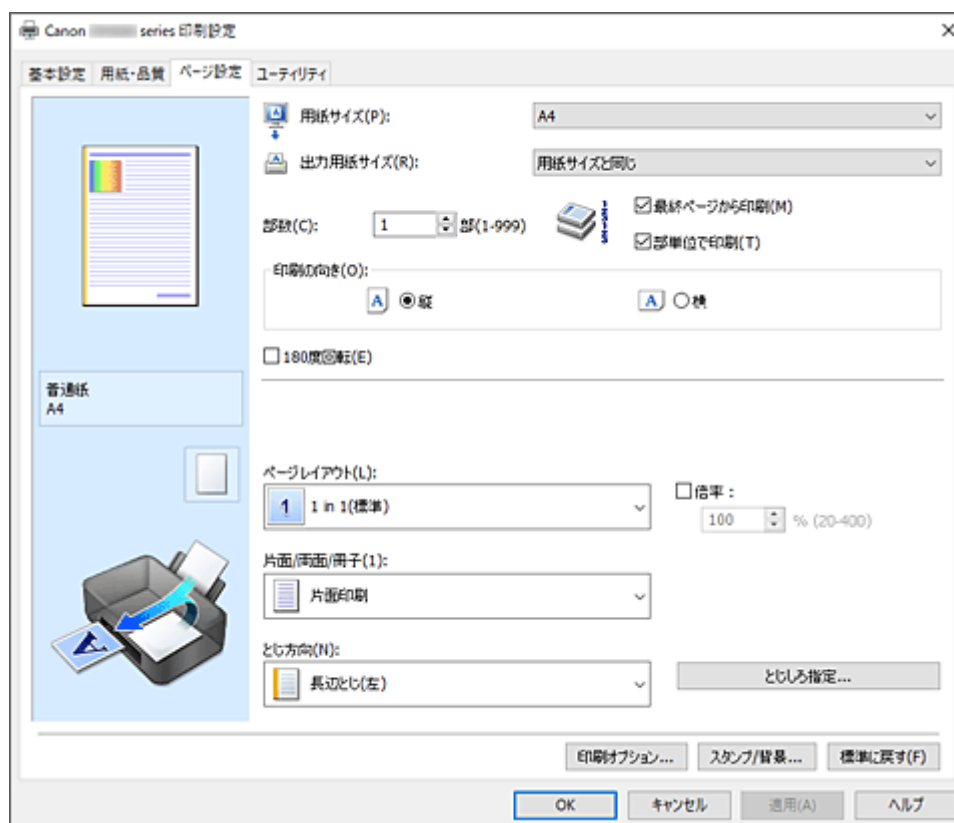 Canon series 印刷設定
基本設定 用紙・品質 ページ設定 ユーティリティ
用紙サイズ(P): A4
出力用紙サイズ(R): 用紙サイズと同じ
部数(C): 1 部(1-999)
最終ページから印刷(M)
部単位で印刷(T)
印刷の向き(O):
A 縦 A 横
180度回転(E)
普通紙
A4
ページレイアウト(L):
1 1 in 1(標準)
倍率:
100 % (20-400)
片面/両面/冊子(1):
片面印刷
とじ方向(N):
長辺とじ(左)
とじしろ指定...
印刷オプション... スタンプ/背景... 標準に戻す(F)
OK キャンセル 適用(A) ヘルプ